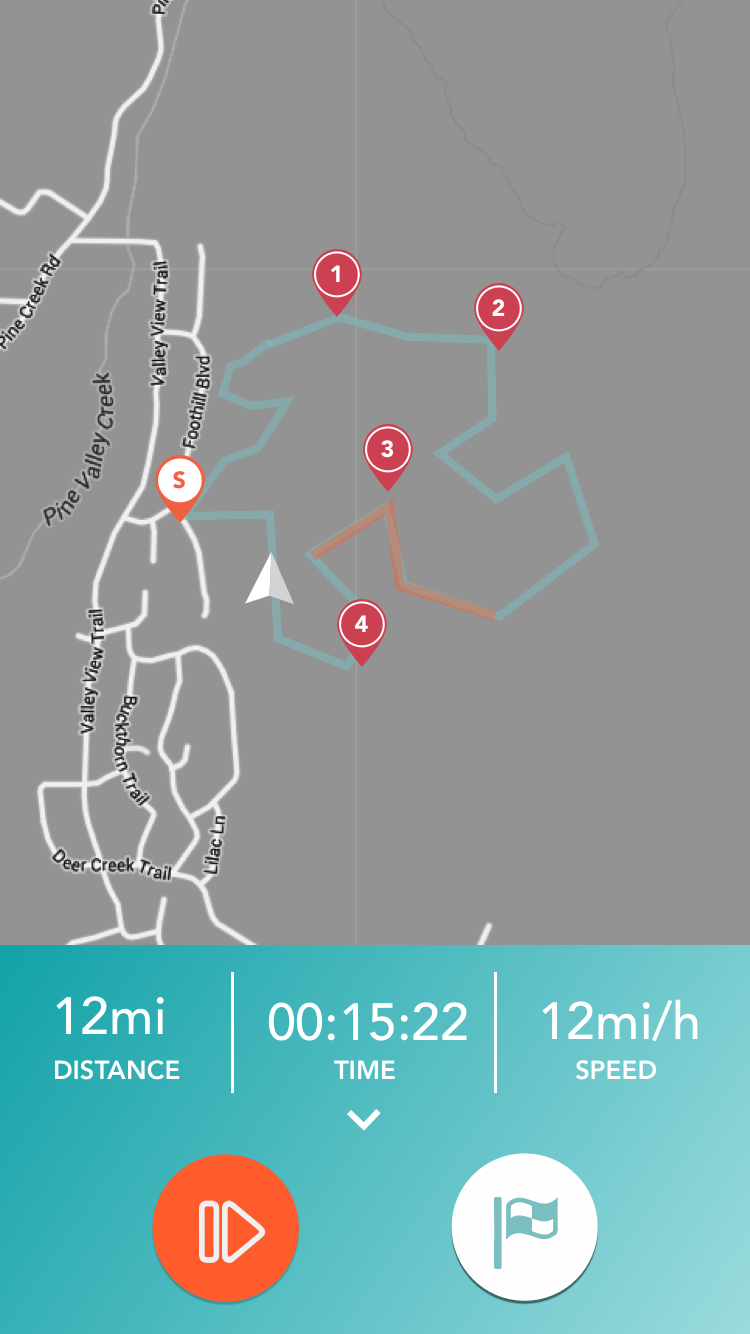 Pi
Pine Creek Rd
Valley View Trail
Foothill Blvd
Pine Valley Creek
1
2
3
S
4
Valley View Trail
Buckthorn Trail
Lilac Ln
Deer Creek Trail
12mi
DISTANCE
00:15:22
TIME
12mi/h
SPEED